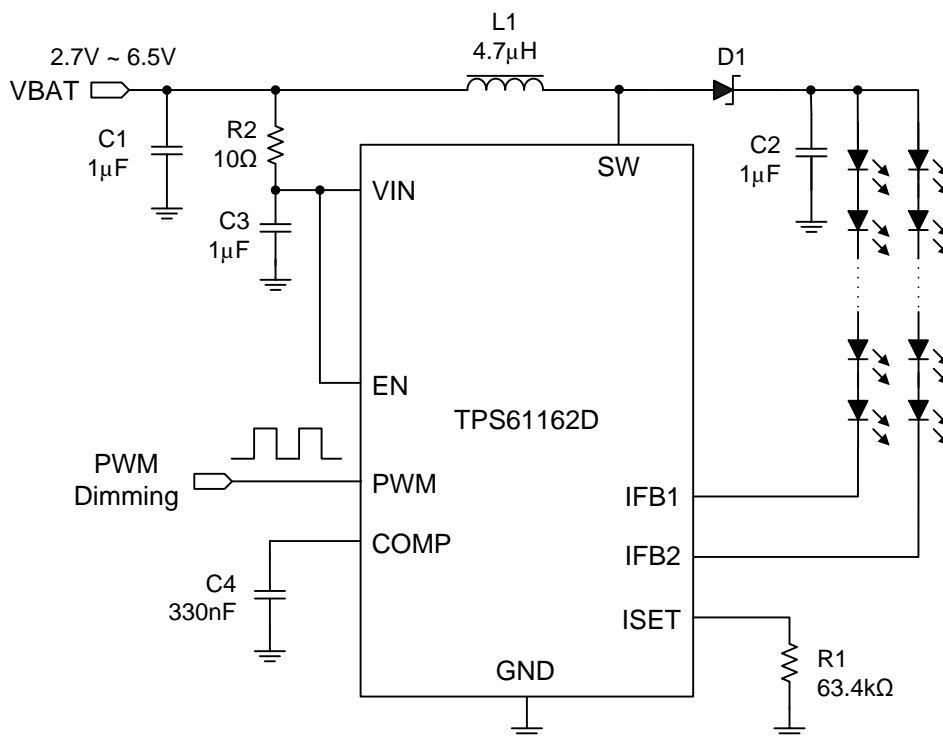 L1
4.7μH
D1
2.7V ~ 6.5V
VBAT
C1
1μF
R2
10Ω
C3
1μF
VIN
SW
C2
1μF
EN
TPS61162D
PWM
Dimming
PWM
IFB1
COMP
IFB2
C4
330nF
ISET
GND
R1
63.4kΩ